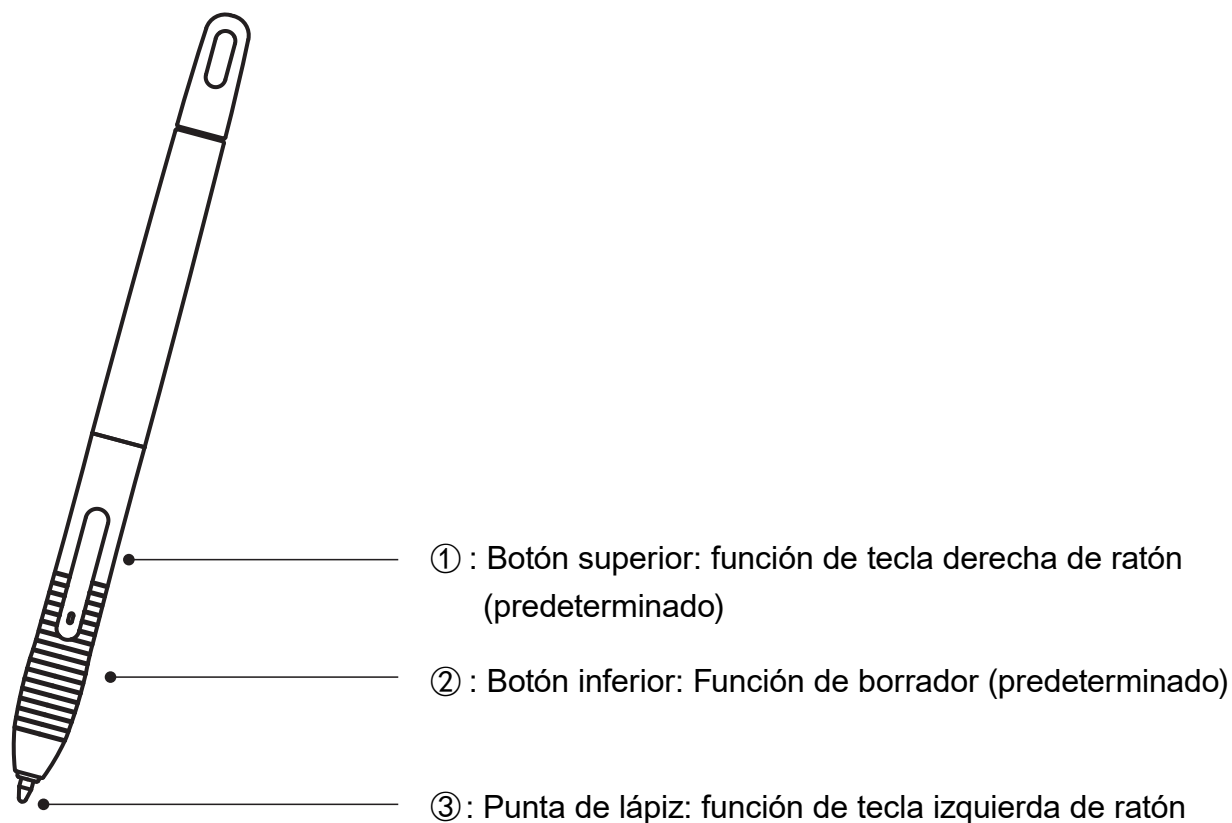 ① : Botón superior: función de tecla derecha de ratón
(predeterminado)
② : Botón inferior: Función de borrador (predeterminado)
③ : Punta de lápiz: función de tecla izquierda de ratón